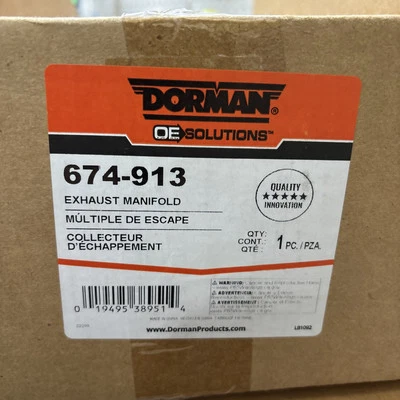 DORMAN®
OE SOLUTIONS™
674-913
EXHAUST MANIFOLD
MÚLTIPLE DE ESCAPE
COLLECTEUR
D'ÉCHAPPEMENT
QUALITY
★★★★★
INNOVATION
QTY:
CONT.:
QTÉ :
1 PC./PZA.
WARNING:
ADVERTENCIA:
AVERTISSEMENT:
0 19495 38951 4
www.DormanProducts.com